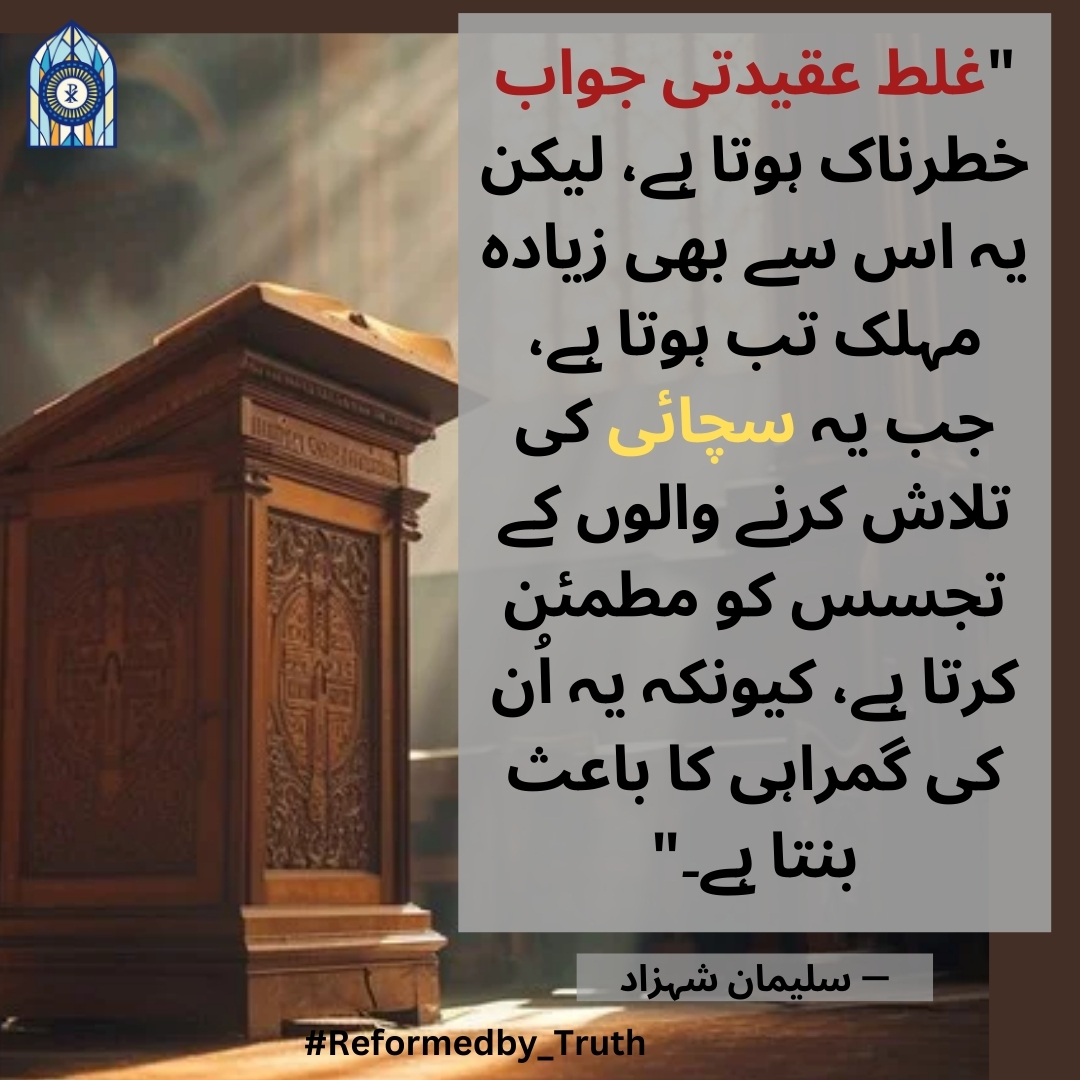 "غلط عقیدتی جواب
خطرناک ہوتا ہے، لیکن
یہ اس سے بھی زیادہ
مہلک تب ہوتا ہے،
جب یہ سچائی کی
تلاش کرنے والوں کے
تجسس کو مطمئن
کرتا ہے، کیونکہ یہ اُن
کی گمراہی کا باعث
بنتا ہے۔"
— سلیمان شہزاد
#Reformedby_Truth